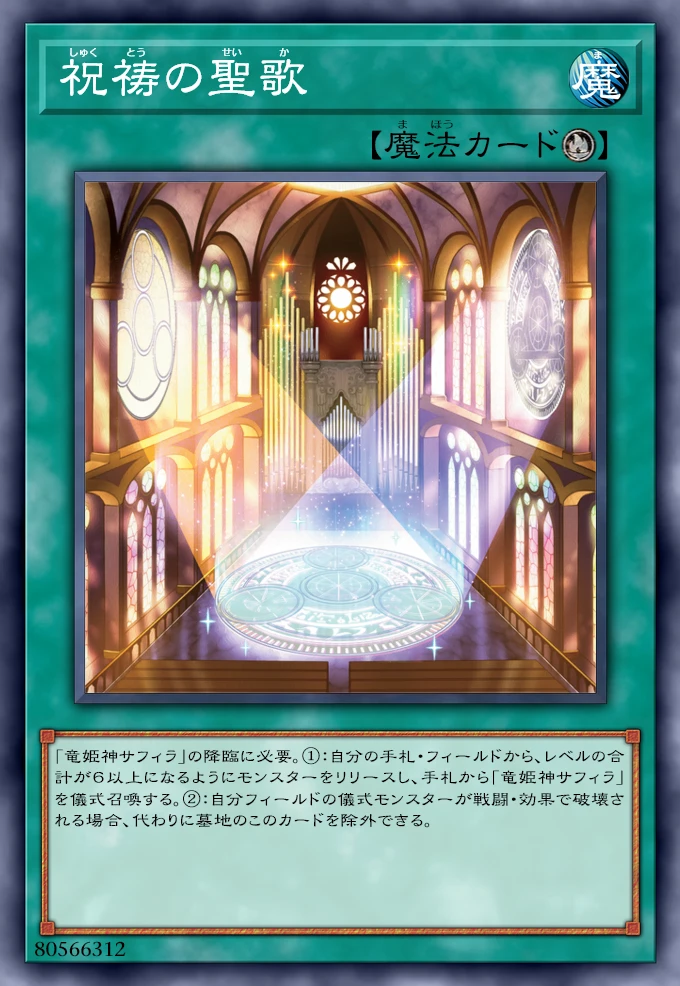 祝祷の聖歌
魔
【魔法カード】
「竜姫神サフィラ」の降臨に必要。①:自分の手札・フィールドから、レベルの合
計が6以上になるようにモンスターをリリースし、手札から「竜姫神サフィラ」
を儀式召喚する。②:自分フィールドの儀式モンスターが戦闘・効果で破壊さ
れる場合、代わりに墓地のこのカードを除外できる。
80566312